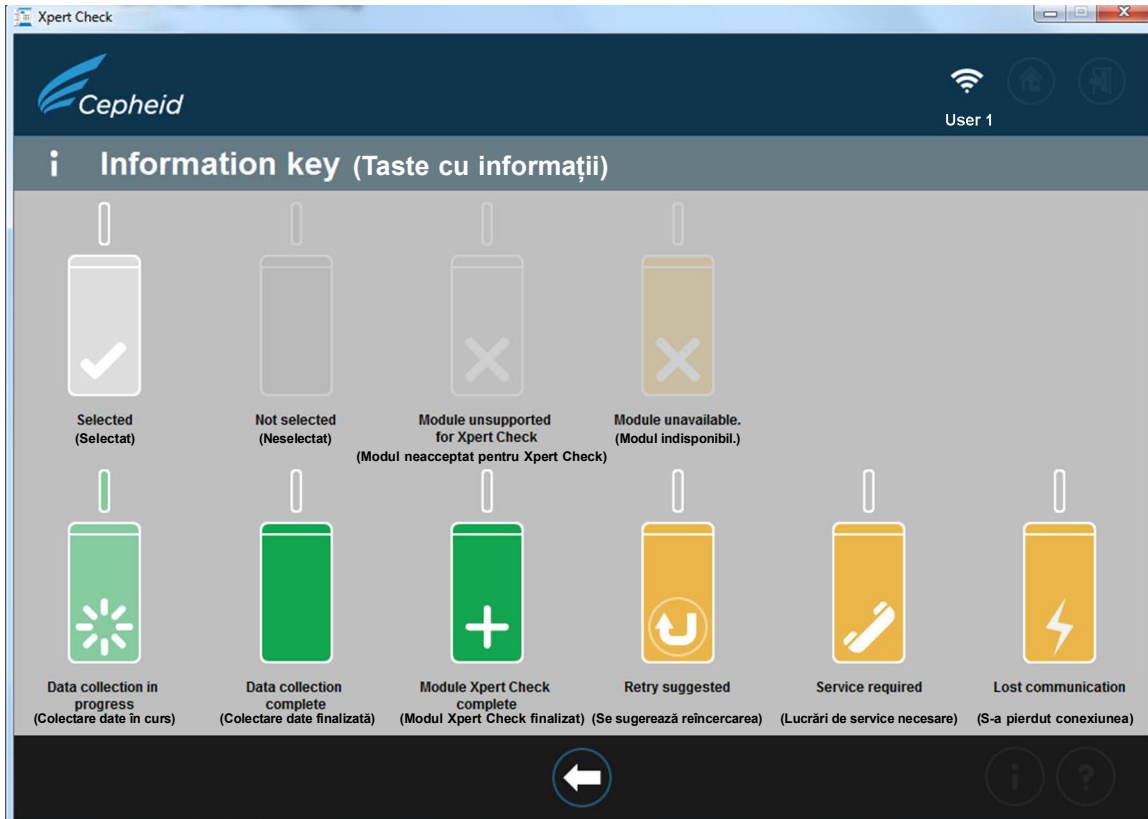 Xpert Check
Cepheid
User 1
i Information key (Taste cu informații)
Selected
(Selectat)
Not selected
(Neselectat)
Module unsupported
for Xpert Check
(Modul neacceptat pentru Xpert Check)
Module unavailable.
(Modul indisponibil.)
Data collection in
progress
(Colectare date în curs)
Data collection
complete
(Colectare date finalizată)
Module Xpert Check
complete
(Modul Xpert Check finalizat)
Retry suggested
(Se sugerează reîncercarea)
Service required
(Lucrări de service necesare)
Lost communication
(S-a pierdut conexiunea)
i ?